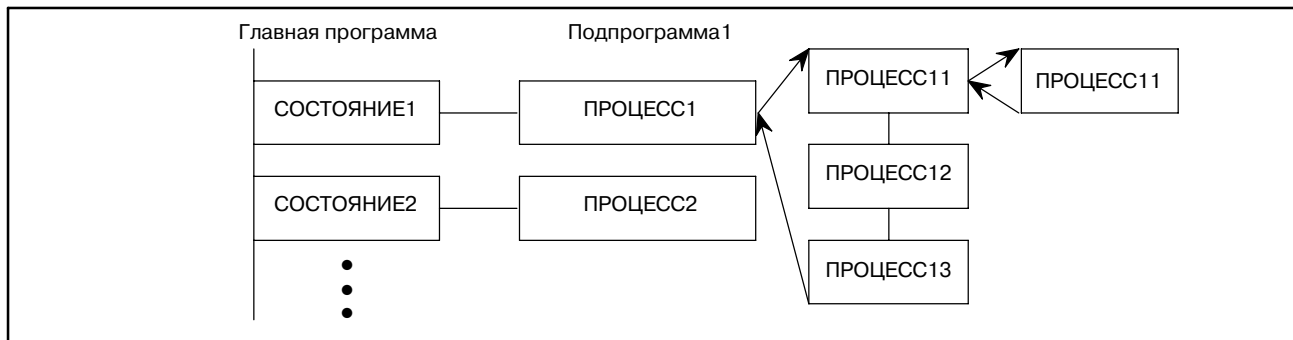 Главная программа
Подпрограмма1
СОСТОЯНИЕ1
ПРОЦЕСС1
ПРОЦЕСС11
ПРОЦЕСС11
ПРОЦЕСС12
СОСТОЯНИЕ2
ПРОЦЕСС2
ПРОЦЕСС13